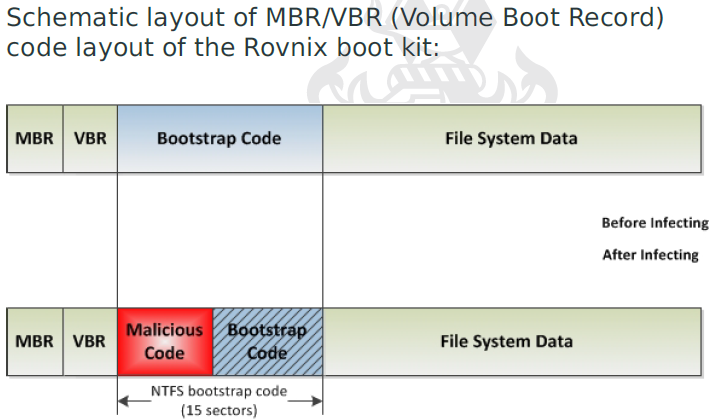 Schematic layout of MBR/VBR (Volume Boot Record)
code layout of the Rovnix boot kit:
MBR VBR Bootstrap Code File System Data
Before Infecting
After Infecting
MBR VBR Malicious Code Bootstrap Code File System Data
NTFS bootstrap code
(15 sectors)